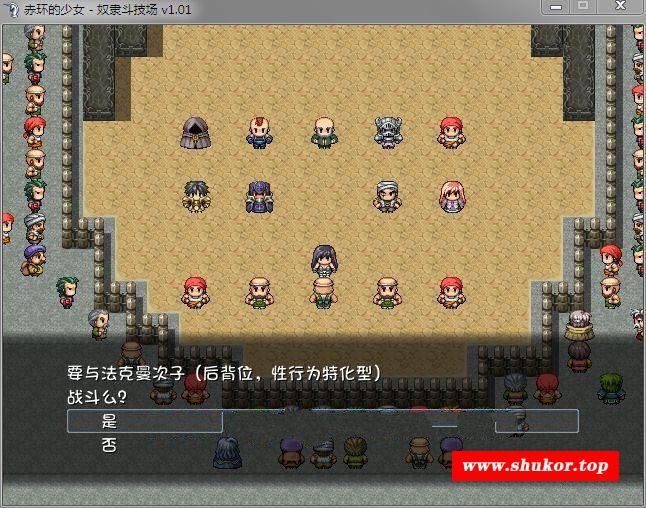 赤环的少女 - 奴隶斗技场 v1.01
要与法克曼次子（后背位，性行为特化型）
战斗么?
是
否
www.shukor.top